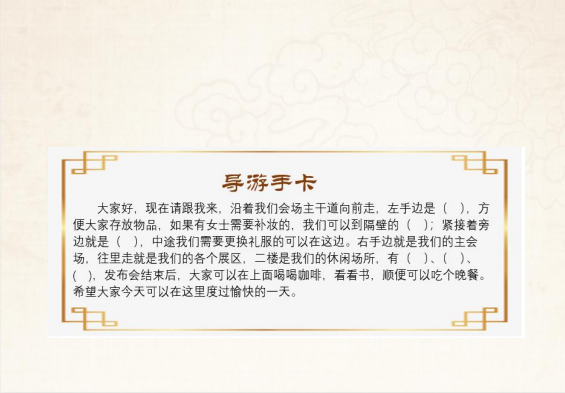 导游手卡
大家好，现在请跟我来，沿着我们会场主干道向前走，左手边是（　），方
便大家存放物品，如果有女士需要补妆的，我们可以到隔壁的（　）；紧接着旁
边就是（　），中途我们需要更换礼服的可以在这边。右手边就是我们的主会
场，往里走就是我们的各个展区，二楼是我们的休闲场所，有（　）、（　）、
（　），发布会结束后，大家可以在上面喝喝咖啡，看看书，顺便可以吃个晚餐。
希望大家今天可以在这里度过愉快的一天。